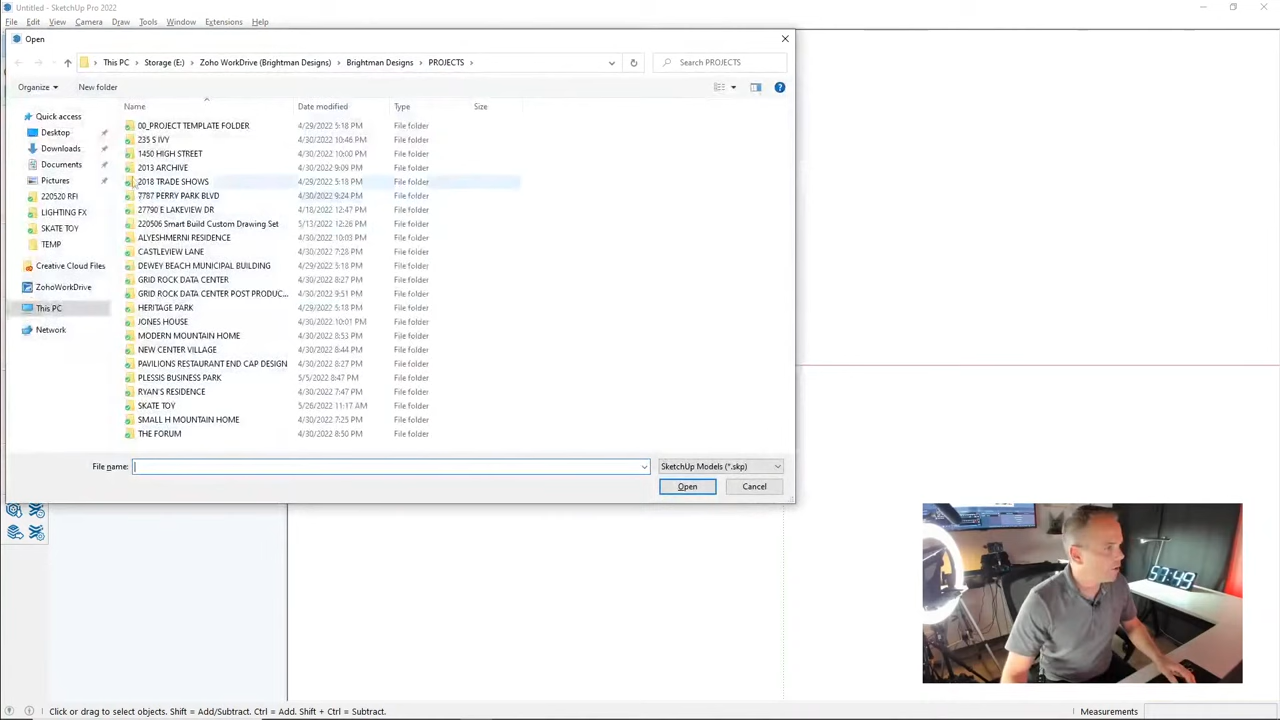 Untitled - SketchUp Pro 2022
File Edit View Camera Draw Tools Window Extensions Help
Open
This PC > Storage (E:) > Zoho WorkDrive (Brightman Designs) > Brightman Designs > PROJECTS >
Search PROJECTS
Organize New folder
Name Date modified Type Size
Quick access
Desktop
Downloads
Documents
Pictures
220520 RFI
LIGHTING FX
SKATE TOY
TEMP
Creative Cloud Files
ZohoWorkDrive
This PC
Network
00_PROJECT TEMPLATE FOLDER 4/29/2022 5:18 PM File folder
235 S IVY 4/30/2022 10:46 PM File folder
1450 HIGH STREET 4/30/2022 10:00 PM File folder
2013 ARCHIVE 4/30/2022 9:09 PM File folder
2018 TRADE SHOWS 4/29/2022 5:18 PM File folder
7787 PERRY PARK BLVD 4/30/2022 9:24 PM File folder
27790 E LAKEVIEW DR 4/18/2022 12:47 PM File folder
220506 Smart Build Custom Drawing Set 5/13/2022 12:26 PM File folder
ALYESHMERNI RESIDENCE 4/30/2022 10:03 PM File folder
CASTLEVIEW LANE 4/30/2022 7:28 PM File folder
DEWEY BEACH MUNICIPAL BUILDING 4/29/2022 5:18 PM File folder
GRID ROCK DATA CENTER 4/30/2022 8:27 PM File folder
GRID ROCK DATA CENTER POST PRODUC... 4/30/2022 9:51 PM File folder
HERITAGE PARK 4/29/2022 5:18 PM File folder
JONES HOUSE 4/30/2022 10:01 PM File folder
MODERN MOUNTAIN HOME 4/30/2022 8:53 PM File folder
NEW CENTER VILLAGE 4/30/2022 8:44 PM File folder
PAVILIONS RESTAURANT END CAP DESIGN 4/30/2022 8:27 PM File folder
PLESSIS BUSINESS PARK 5/5/2022 8:47 PM File folder
RYAN'S RESIDENCE 4/30/2022 7:47 PM File folder
SKATE TOY 5/26/2022 11:17 AM File folder
SMALL H MOUNTAIN HOME 4/30/2022 7:25 PM File folder
THE FORUM 4/30/2022 8:50 PM File folder
File name: SketchUp Models (*.skp)
Open Cancel
57:49
Click or drag to select objects. Shift = Add/Subtract. Ctrl = Add. Shift + Ctrl = Subtract. Measurements